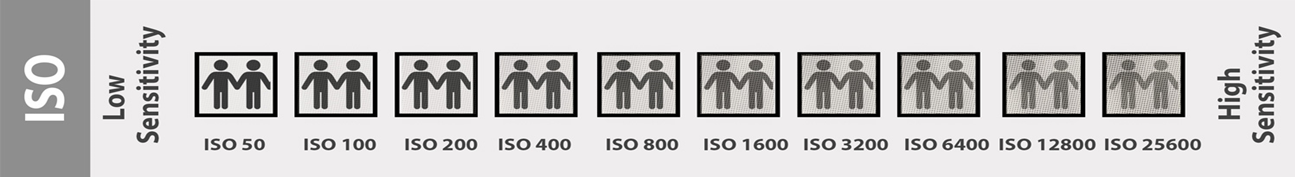 ISO
Low
Sensitivity
ISO 50
ISO 100
ISO 200
ISO 400
ISO 800
ISO 1600
ISO 3200
ISO 6400
ISO 12800
ISO 25600
High
Sensitivity